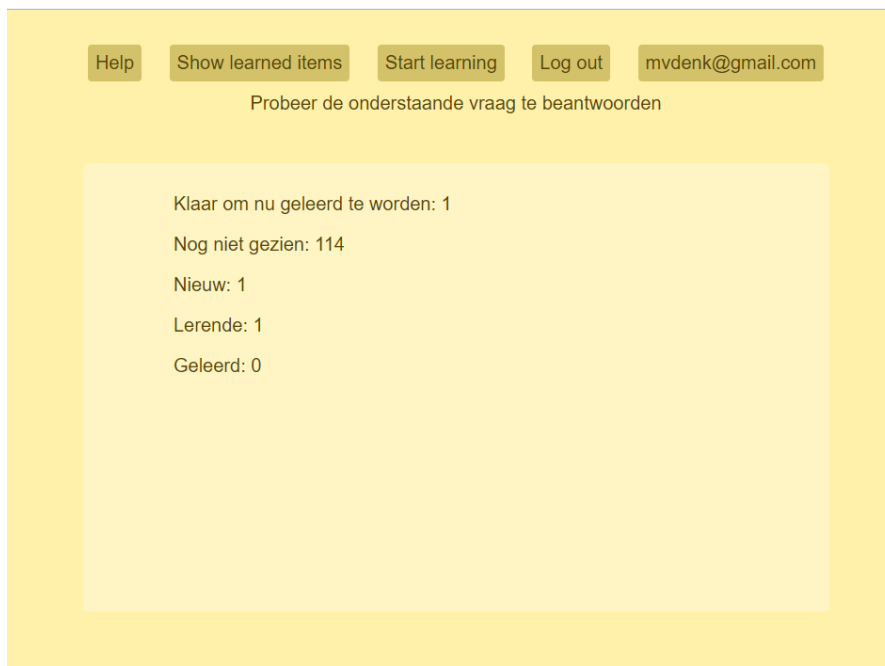 Help Show learned items Start learning Log out mvdenk@gmail.com
Probeer de onderstaande vraag te beantwoorden
Klaar om nu geleerd te worden: 1
Nog niet gezien: 114
Nieuw: 1
Lerende: 1
Geleerd: 0